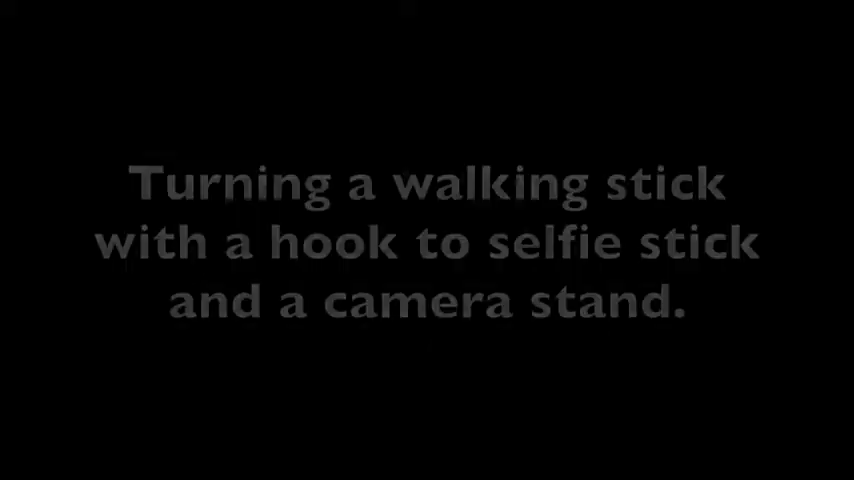 Turning a walking stick
with a hook to selfie stick
and a camera stand.